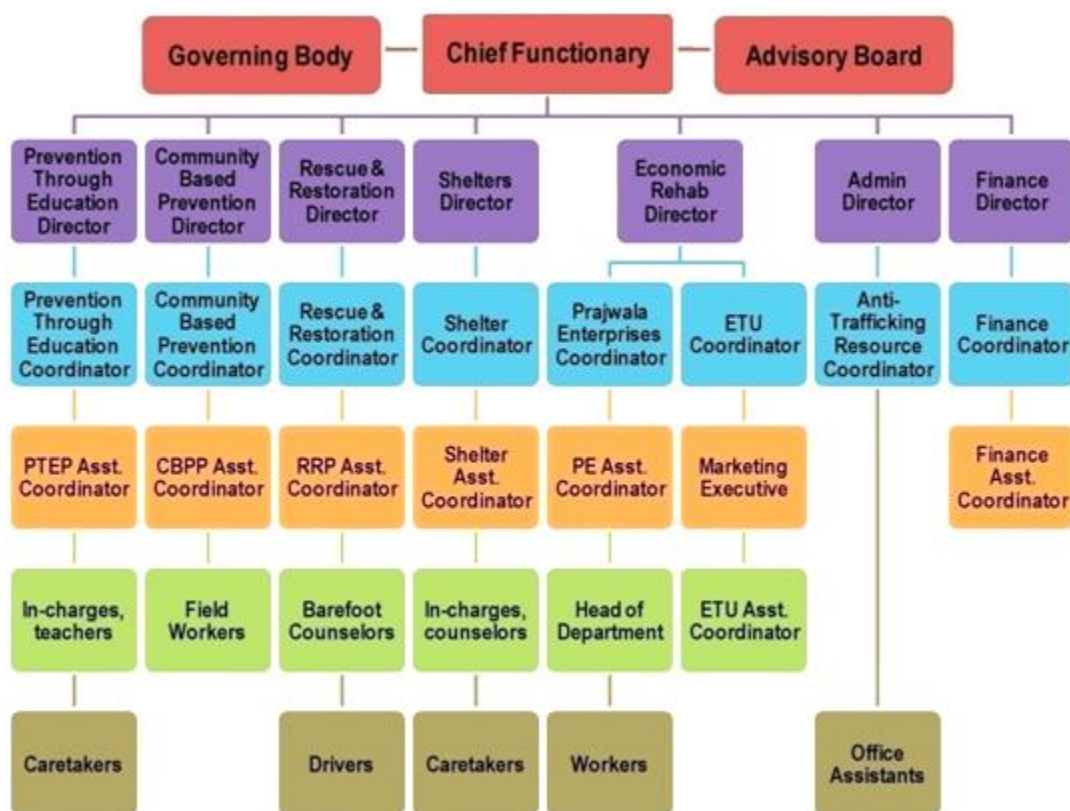 Governing Body
Chief Functionary
Advisory Board
Prevention
Through
Education
Director
Community
Based
Prevention
Director
Rescue &
Restoration
Director
Shelters
Director
Economic
Rehab
Director
Admin
Director
Finance
Director
Prevention
Through
Education
Coordinator
Community
Based
Prevention
Coordinator
Rescue &
Restoration
Coordinator
Shelter
Coordinator
Prajwala
Enterprises
Coordinator
ETU
Coordinator
Anti-
Trafficking
Resource
Coordinator
Finance
Coordinator
PTEP Asst.
Coordinator
CBPP Asst.
Coordinator
RRP Asst.
Coordinator
Shelter
Asst.
Coordinator
PE Asst.
Coordinator
Marketing
Executive
Finance
Asst.
Coordinator
In-charges,
teachers
Field
Workers
Barefoot
Counselors
In-charges,
counselors
Head of
Department
ETU Asst.
Coordinator
Caretakers
Drivers
Caretakers
Workers
Office
Assistants